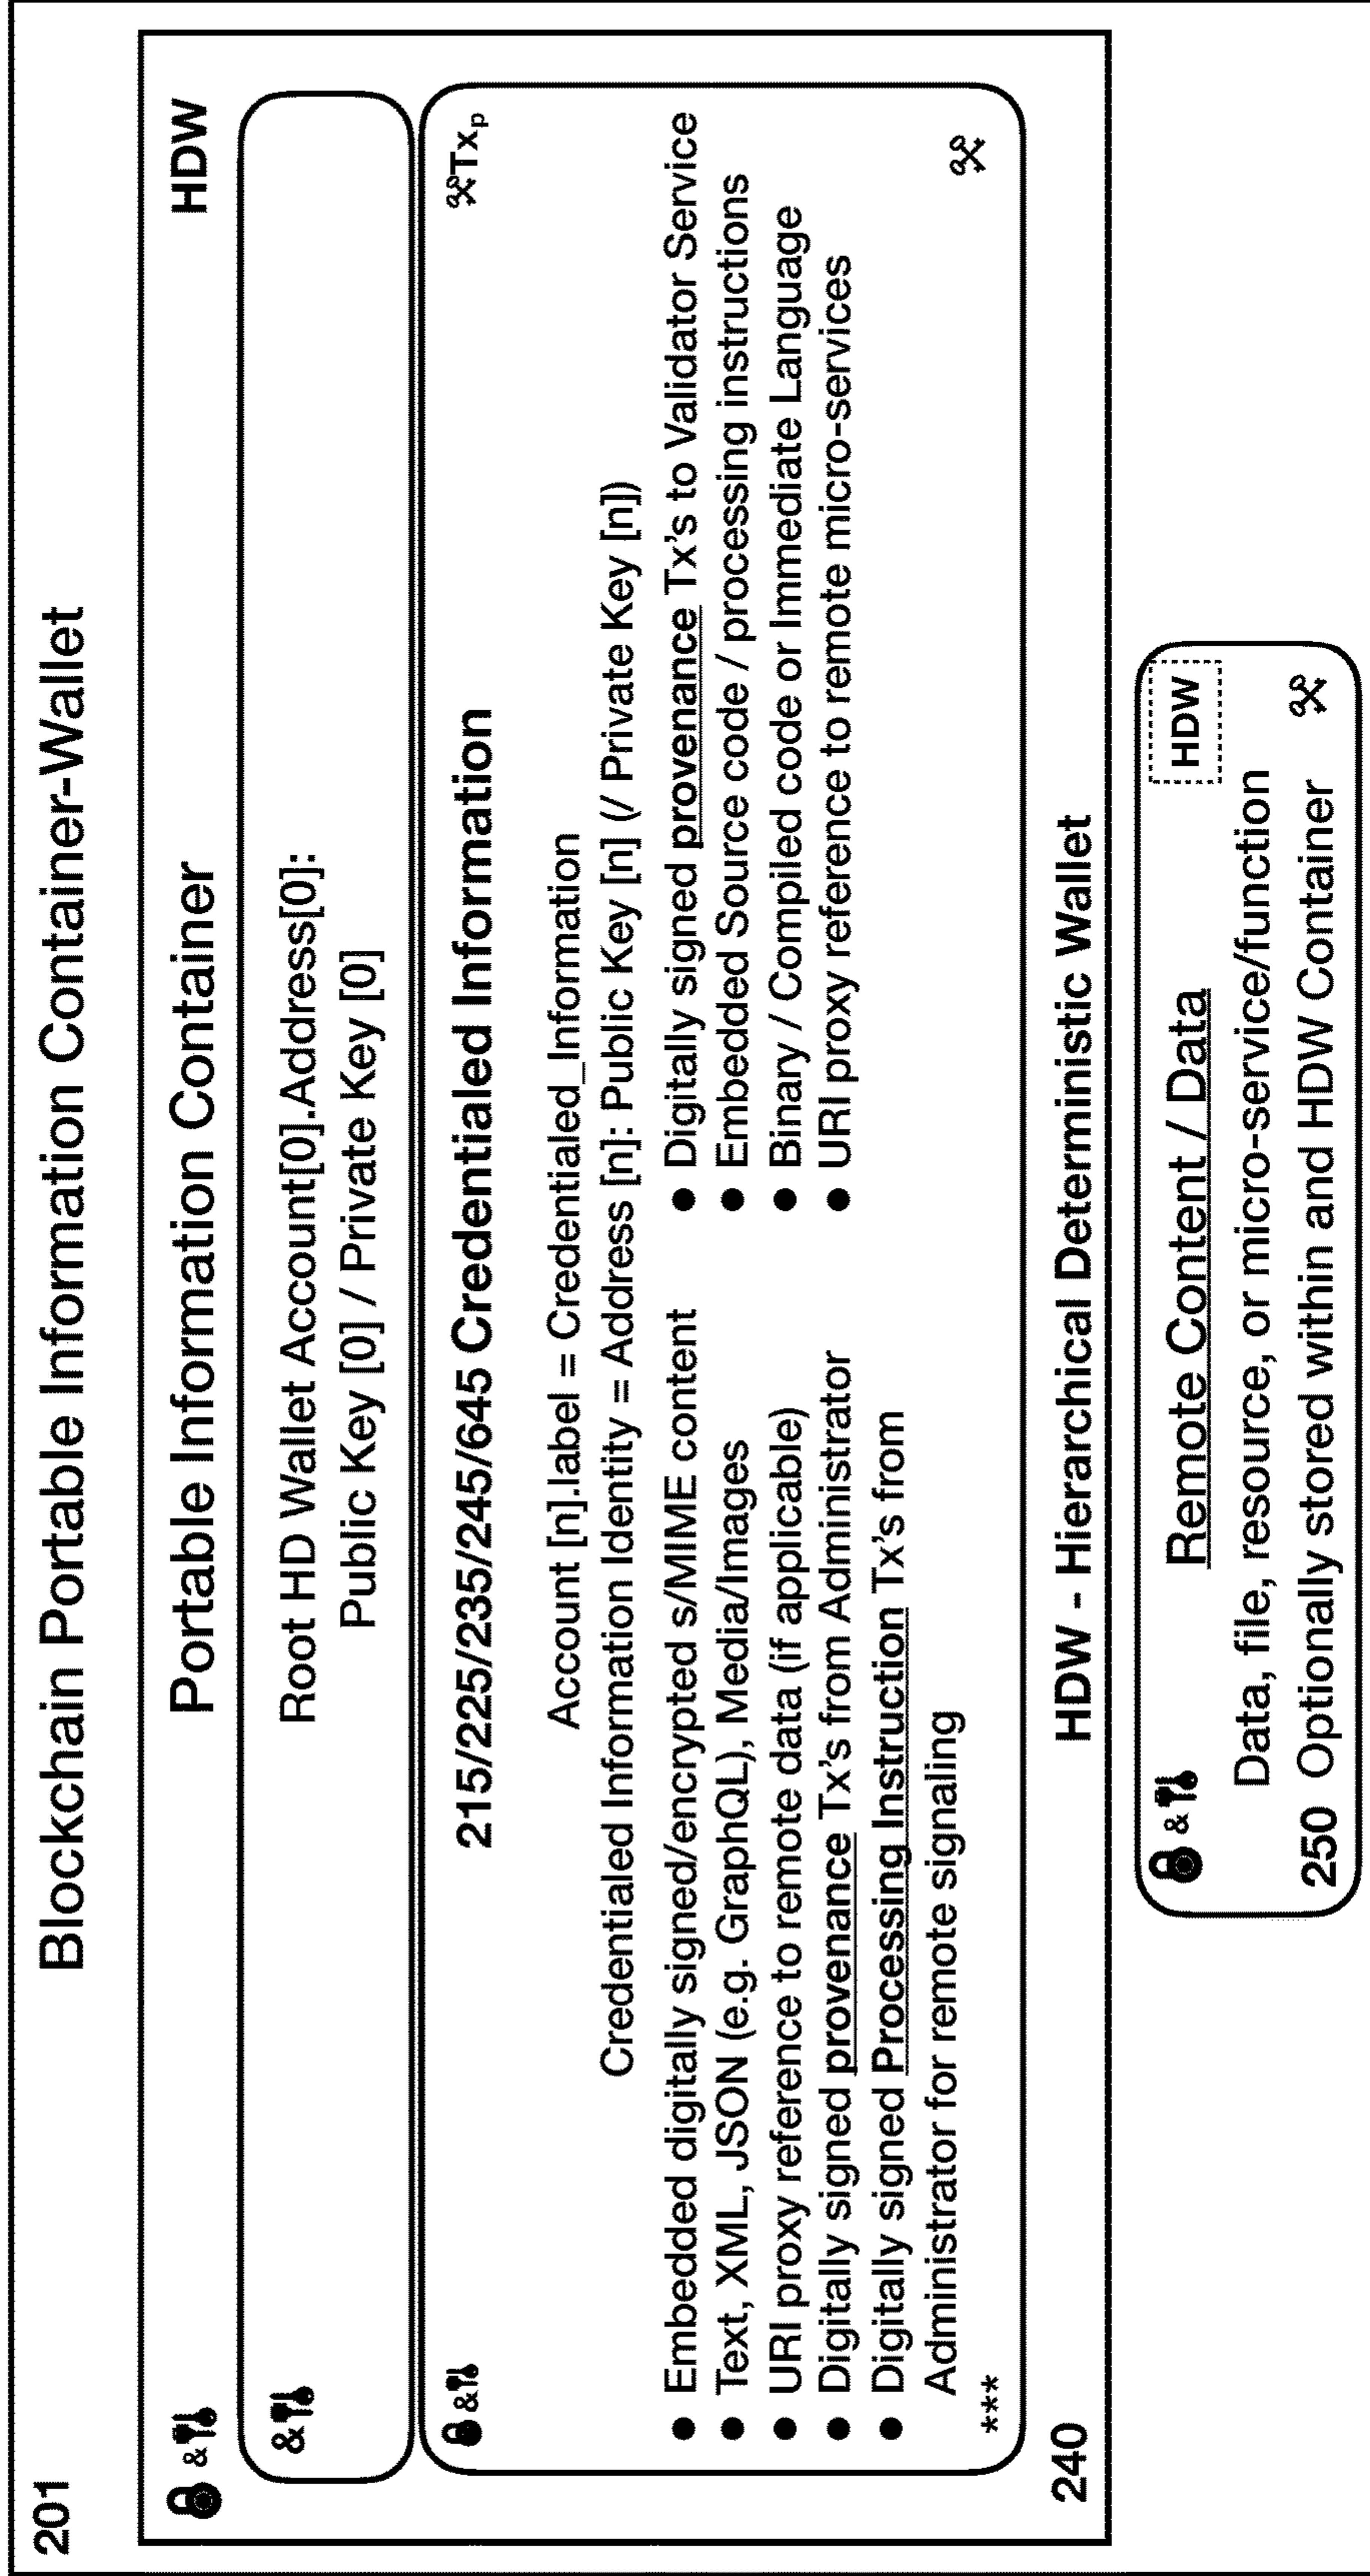 201
Blockchain Portable Information Container-Wallet
Portable Information Container
HDW
&
&
Root HD Wallet Account[0].Address[0]:
Public Key [0] / Private Key [0]
&
Txp
215/225/235/245/645 Credentialed Information
Account [n].label = Credentialed_Information
Credentialed Information Identity = Address [n]: Public Key [n] (/ Private Key [n])
● Embedded digitally signed/encrypted s/MIME content
● Text, XML, JSON (e.g. GraphQL), Media/Images
● URI proxy reference to remote data (if applicable)
● Digitally signed provenance Tx's from Administrator
● Digitally signed Processing Instruction Tx's from
Administrator for remote signaling
● Digitally signed provenance Tx's to Validator Service
● Embedded Source code / processing instructions
● Binary / Compiled code or Immediate Language
● URI proxy reference to remote micro-services
***
240
HDW - Hierarchical Deterministic Wallet
&
Remote Content / Data
HDW
Data, file, resource, or micro-service/function
250 Optionally stored within and HDW Container